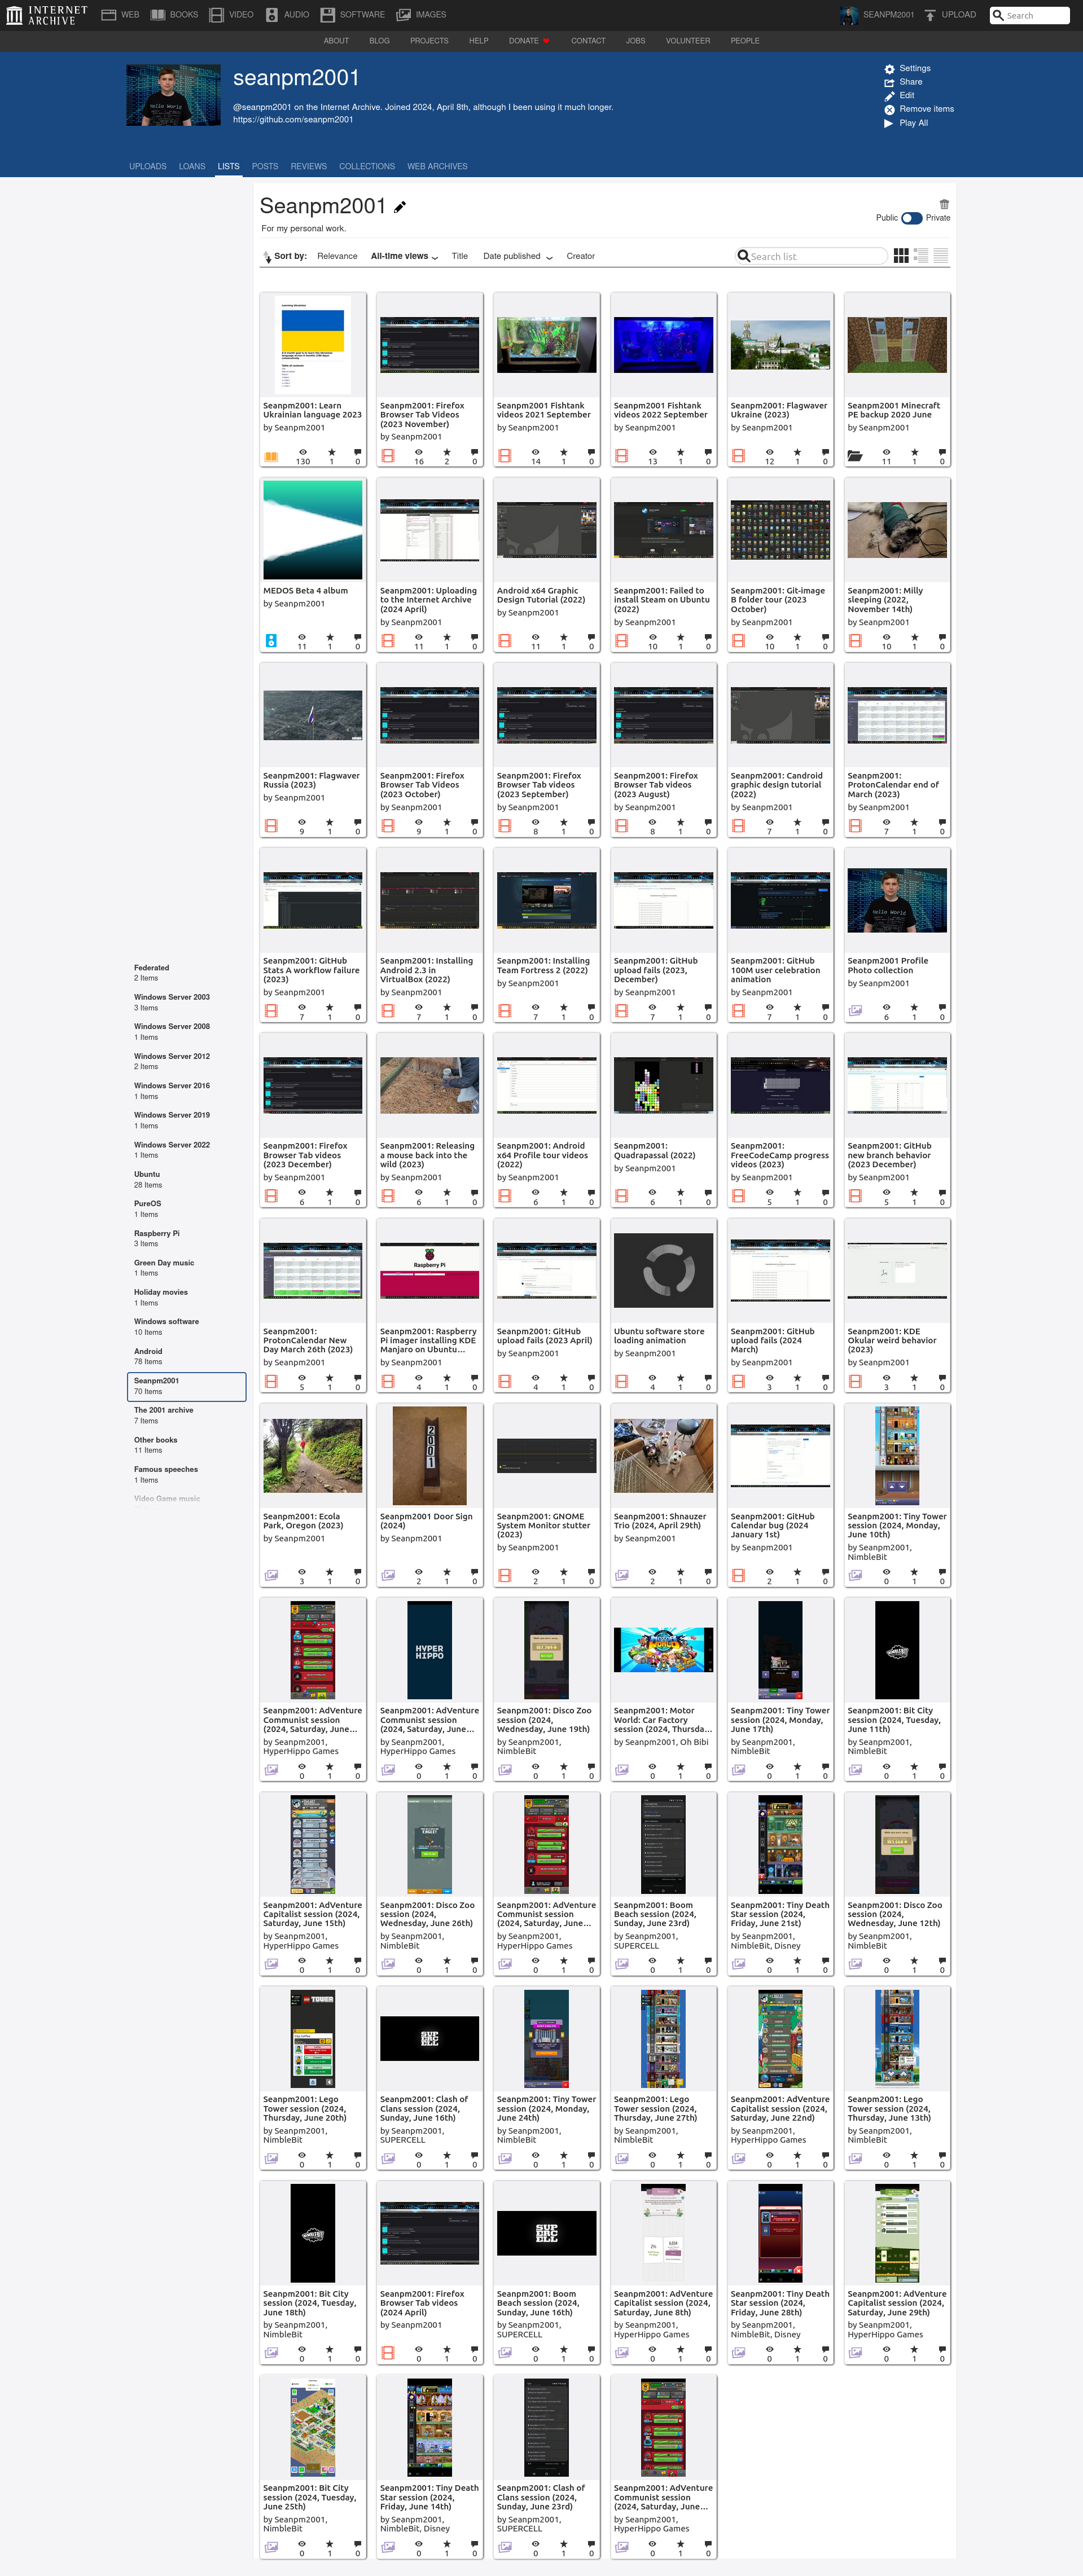 INTERNET ARCHIVE
WEB BOOKS VIDEO AUDIO SOFTWARE IMAGES SEANPM2001 UPLOAD Search
ABOUT BLOG PROJECTS HELP DONATE CONTACT JOBS VOLUNTEER PEOPLE
seanpm2001
@seanpm2001 on the Internet Archive. Joined 2024, April 8th, although I been using it much longer.
https://github.com/seanpm2001
Settings
Share
Edit
Remove items
Play All
UPLOADS LOANS LISTS POSTS REVIEWS COLLECTIONS WEB ARCHIVES
Seanpm2001
For my personal work.
Public Private
Sort by: Relevance All-time views Title Date published Creator Search list
Federated
2 Items
Windows Server 2003
3 Items
Windows Server 2008
1 Items
Windows Server 2012
2 Items
Windows Server 2016
1 Items
Windows Server 2019
1 Items
Windows Server 2022
1 Items
Ubuntu
28 Items
PureOS
1 Items
Raspberry Pi
3 Items
Green Day music
1 Items
Holiday movies
1 Items
Windows software
10 Items
Android
78 Items
Seanpm2001
70 Items
The 2001 archive
7 Items
Other books
11 Items
Famous speeches
1 Items
Video Game music
Seanpm2001: Learn
Ukrainian language 2023
by Seanpm2001
130 1 0
Seanpm2001: Firefox
Browser Tab Videos
(2023 November)
by Seanpm2001
16 2 0
Seanpm2001 Fishtank
videos 2021 September
by Seanpm2001
14 1 0
Seanpm2001 Fishtank
videos 2022 September
by Seanpm2001
13 1 0
Seanpm2001: Flagwaver
Ukraine (2023)
by Seanpm2001
12 1 0
Seanpm2001 Minecraft
PE backup 2020 June
by Seanpm2001
11 1 0
MEDOS Beta 4 album
by Seanpm2001
11 1 0
Seanpm2001: Uploading
to the Internet Archive
(2024 April)
by Seanpm2001
11 1 0
Android x64 Graphic
Design Tutorial (2022)
by Seanpm2001
11 1 0
Seanpm2001: Failed to
install Steam on Ubuntu
(2022)
by Seanpm2001
10 1 0
Seanpm2001: Git-image
B folder tour (2023
October)
by Seanpm2001
10 1 0
Seanpm2001: Milly
sleeping (2022,
November 14th)
by Seanpm2001
10 1 0
Seanpm2001: Flagwaver
Russia (2023)
by Seanpm2001
9 1 0
Seanpm2001: Firefox
Browser Tab Videos
(2023 October)
by Seanpm2001
9 1 0
Seanpm2001: Firefox
Browser Tab videos
(2023 September)
by Seanpm2001
8 1 0
Seanpm2001: Firefox
Browser Tab videos
(2023 August)
by Seanpm2001
8 1 0
Seanpm2001: Candroid
graphic design tutorial
(2022)
by Seanpm2001
7 1 0
Seanpm2001:
ProtonCalendar end of
March (2023)
by Seanpm2001
7 1 0
Seanpm2001: GitHub
Stats A workflow failure
(2023)
by Seanpm2001
7 1 0
Seanpm2001: Installing
Android 2.3 in
VirtualBox (2022)
by Seanpm2001
7 1 0
Seanpm2001: Installing
Team Fortress 2 (2022)
by Seanpm2001
7 1 0
Seanpm2001: GitHub
upload fails (2023,
December)
by Seanpm2001
7 1 0
Seanpm2001: GitHub
100M user celebration
animation
by Seanpm2001
7 1 0
Hello World
Seanpm2001 Profile
Photo collection
by Seanpm2001
6 1 0
Seanpm2001: Firefox
Browser Tab videos
(2023 December)
by Seanpm2001
6 1 0
Seanpm2001: Releasing
a mouse back into the
wild (2023)
by Seanpm2001
6 1 0
Seanpm2001: Android
x64 Profile tour videos
(2022)
by Seanpm2001
6 1 0
Seanpm2001:
Quadrapassal (2022)
by Seanpm2001
6 1 0
Seanpm2001:
FreeCodeCamp progress
videos (2023)
by Seanpm2001
5 1 0
Seanpm2001: GitHub
new branch behavior
(2023 December)
by Seanpm2001
5 1 0
Seanpm2001:
ProtonCalendar New
Day March 26th (2023)
by Seanpm2001
5 1 0
Raspberry Pi
Seanpm2001: Raspberry
Pi imager installing KDE
Manjaro on Ubuntu...
by Seanpm2001
4 1 0
Seanpm2001: GitHub
upload fails (2023 April)
by Seanpm2001
4 1 0
Ubuntu software store
loading animation
by Seanpm2001
4 1 0
Seanpm2001: GitHub
upload fails (2024
March)
by Seanpm2001
3 1 0
Seanpm2001: KDE
Okular weird behavior
(2023)
by Seanpm2001
3 1 0
Seanpm2001: Ecola
Park, Oregon (2023)
by Seanpm2001
3 1 0
2001
Seanpm2001 Door Sign
(2024)
by Seanpm2001
2 1 0
Seanpm2001: GNOME
System Monitor stutter
(2023)
by Seanpm2001
2 1 0
Seanpm2001: Shnauzer
Trio (2024, April 29th)
by Seanpm2001
2 1 0
Seanpm2001: GitHub
Calendar bug (2024
January 1st)
by Seanpm2001
2 1 0
Seanpm2001: Tiny Tower
session (2024, Monday,
June 10th)
by Seanpm2001,
NimbleBit
0 1 0
Seanpm2001: AdVenture
Communist session
(2024, Saturday, June...
by Seanpm2001,
HyperHippo Games
0 1 0
HYPER
HIPPO
Seanpm2001: AdVenture
Communist session
(2024, Saturday, June...
by Seanpm2001,
HyperHippo Games
0 1 0
Seanpm2001: Disco Zoo
session (2024,
Wednesday, June 19th)
by Seanpm2001,
NimbleBit
0 1 0
Seanpm2001: Motor
World: Car Factory
session (2024, Thursda...
by Seanpm2001, Oh Bibi
0 1 0
Seanpm2001: Tiny Tower
session (2024, Monday,
June 17th)
by Seanpm2001,
NimbleBit
0 1 0
Seanpm2001: Bit City
session (2024, Tuesday,
June 11th)
by Seanpm2001,
NimbleBit
0 1 0
Seanpm2001: AdVenture
Capitalist session (2024,
Saturday, June 15th)
by Seanpm2001,
HyperHippo Games
0 1 0
Seanpm2001: Disco Zoo
session (2024,
Wednesday, June 26th)
by Seanpm2001,
NimbleBit
0 1 0
Seanpm2001: AdVenture
Communist session
(2024, Saturday, June...
by Seanpm2001,
HyperHippo Games
0 1 0
Seanpm2001: Boom
Beach session (2024,
Sunday, June 23rd)
by Seanpm2001,
SUPERCELL
0 1 0
Seanpm2001: Tiny Death
Star session (2024,
Friday, June 21st)
by Seanpm2001,
NimbleBit, Disney
0 1 0
Seanpm2001: Disco Zoo
session (2024,
Wednesday, June 12th)
by Seanpm2001,
NimbleBit
0 1 0
TOWER
Seanpm2001: Lego
Tower session (2024,
Thursday, June 20th)
by Seanpm2001,
NimbleBit
0 1 0
SUPERCELL
Seanpm2001: Clash of
Clans session (2024,
Sunday, June 16th)
by Seanpm2001,
SUPERCELL
0 1 0
Seanpm2001: Tiny Tower
session (2024, Monday,
June 24th)
by Seanpm2001,
NimbleBit
0 1 0
Seanpm2001: Lego
Tower session (2024,
Thursday, June 27th)
by Seanpm2001,
NimbleBit
0 1 0
Seanpm2001: AdVenture
Capitalist session (2024,
Saturday, June 22nd)
by Seanpm2001,
HyperHippo Games
0 1 0
Seanpm2001: Lego
Tower session (2024,
Thursday, June 13th)
by Seanpm2001,
NimbleBit
0 1 0
Seanpm2001: Bit City
session (2024, Tuesday,
June 18th)
by Seanpm2001,
NimbleBit
0 1 0
Seanpm2001: Firefox
Browser Tab videos
(2024 April)
by Seanpm2001
0 1 0
SUPERCELL
Seanpm2001: Boom
Beach session (2024,
Sunday, June 16th)
by Seanpm2001,
SUPERCELL
0 1 0
Seanpm2001: AdVenture
Capitalist session (2024,
Saturday, June 8th)
by Seanpm2001,
HyperHippo Games
0 1 0
Seanpm2001: Tiny Death
Star session (2024,
Friday, June 28th)
by Seanpm2001,
NimbleBit, Disney
0 1 0
Seanpm2001: AdVenture
Capitalist session (2024,
Saturday, June 29th)
by Seanpm2001,
HyperHippo Games
0 1 0
Seanpm2001: Bit City
session (2024, Tuesday,
June 25th)
by Seanpm2001,
NimbleBit
0 1 0
Seanpm2001: Tiny Death
Star session (2024,
Friday, June 14th)
by Seanpm2001,
NimbleBit, Disney
0 1 0
Seanpm2001: Clash of
Clans session (2024,
Sunday, June 23rd)
by Seanpm2001,
SUPERCELL
0 1 0
Seanpm2001: AdVenture
Communist session
(2024, Saturday, June...
by Seanpm2001,
HyperHippo Games
0 1 0